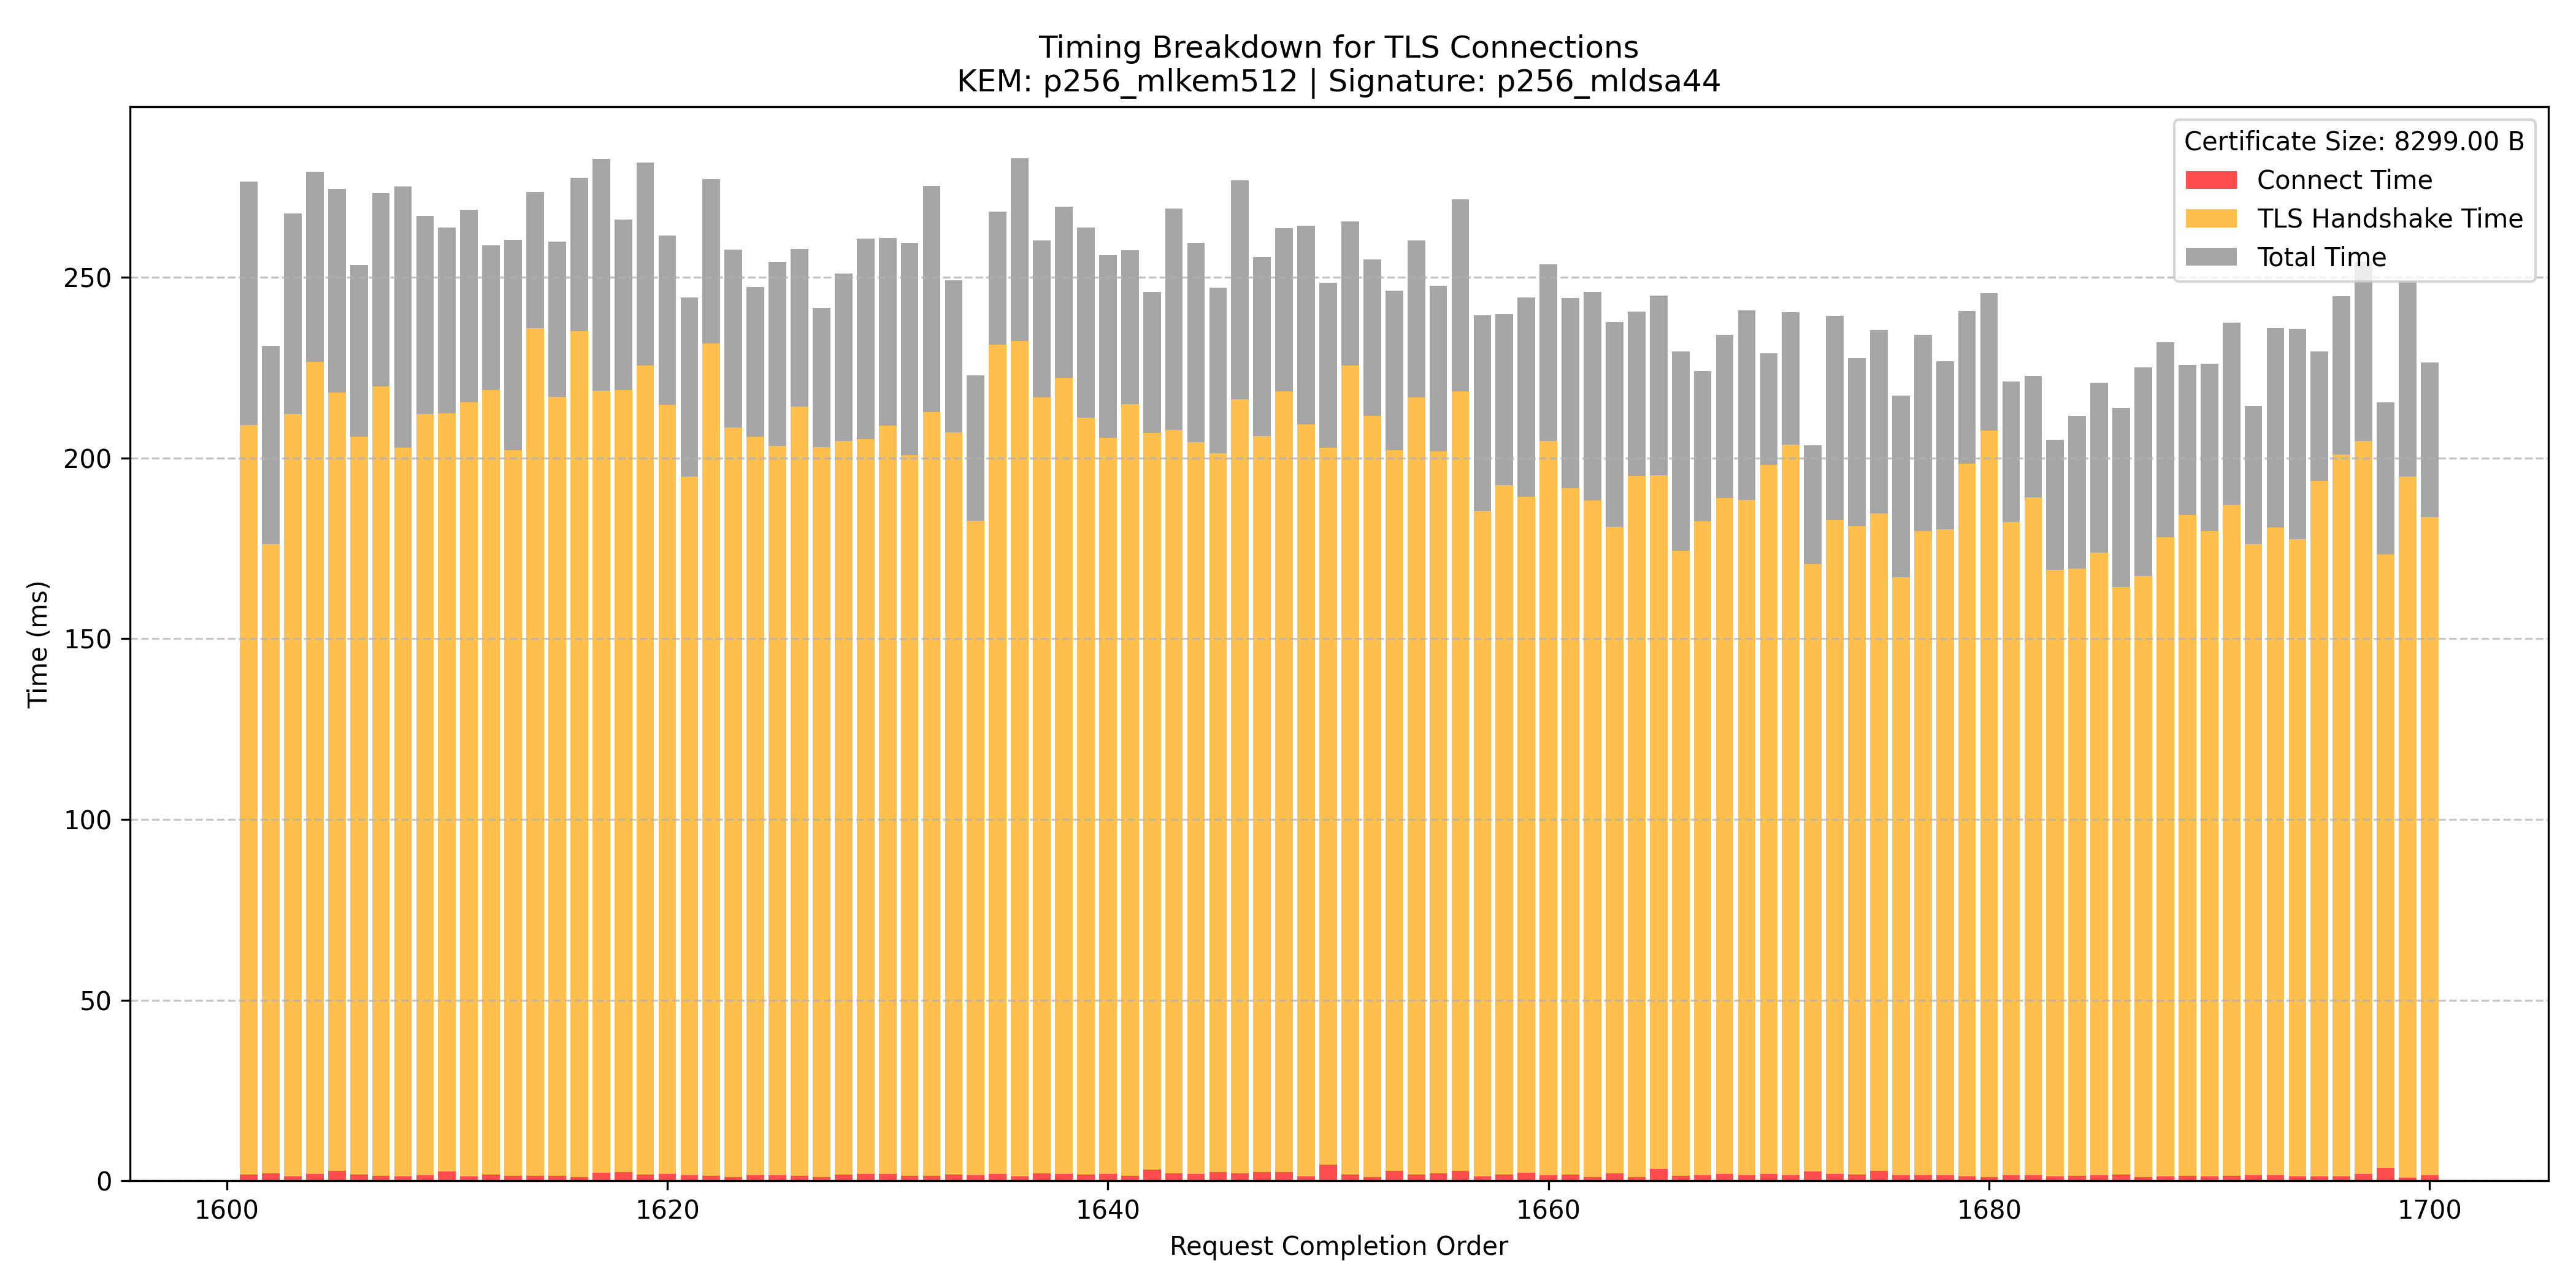 Timing Breakdown for TLS Connections
KEM: p256_mlkem512 | Signature: p256_mldsa44
Certificate Size: 8299.00 B
Connect Time
TLS Handshake Time
Total Time
Time (ms)
250
200
150
100
50
0
1600 1620 1640 1660 1680 1700
Request Completion Order